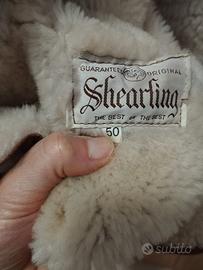 GUARANTEED ORIGINAL
Shearling
THE BEST OF THE BEST
50
subito